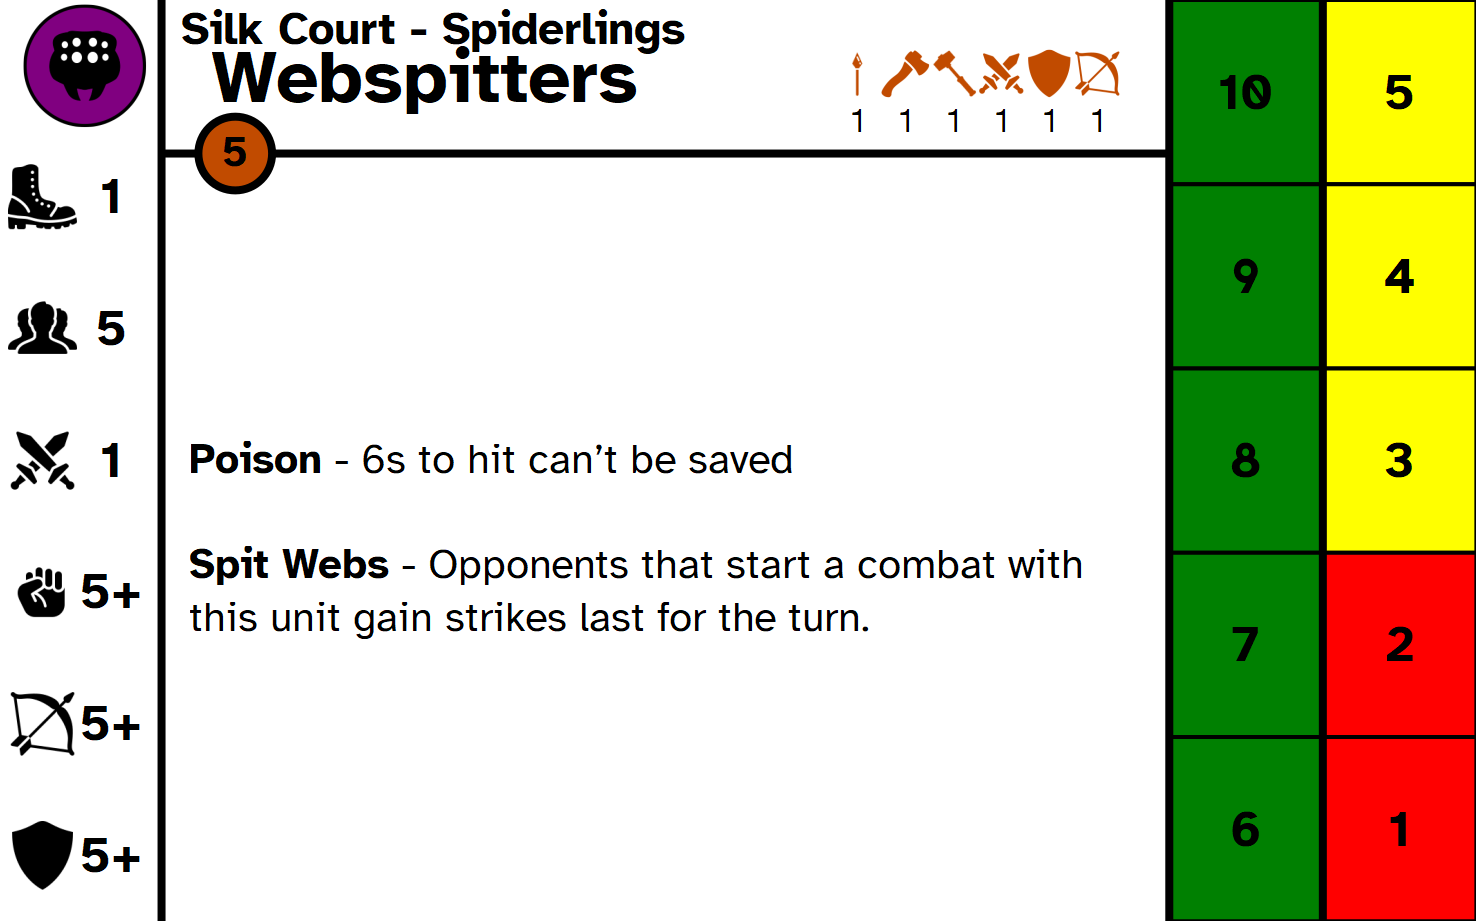 Silk Court - Spiderlings
Webspitters
1 1 1 1 1 1
5
1
5
1
5+
5+
5+
Poison - 6s to hit can’t be saved
Spit Webs - Opponents that start a combat with
this unit gain strikes last for the turn.
10 5
9 4
8 3
7 2
6 1